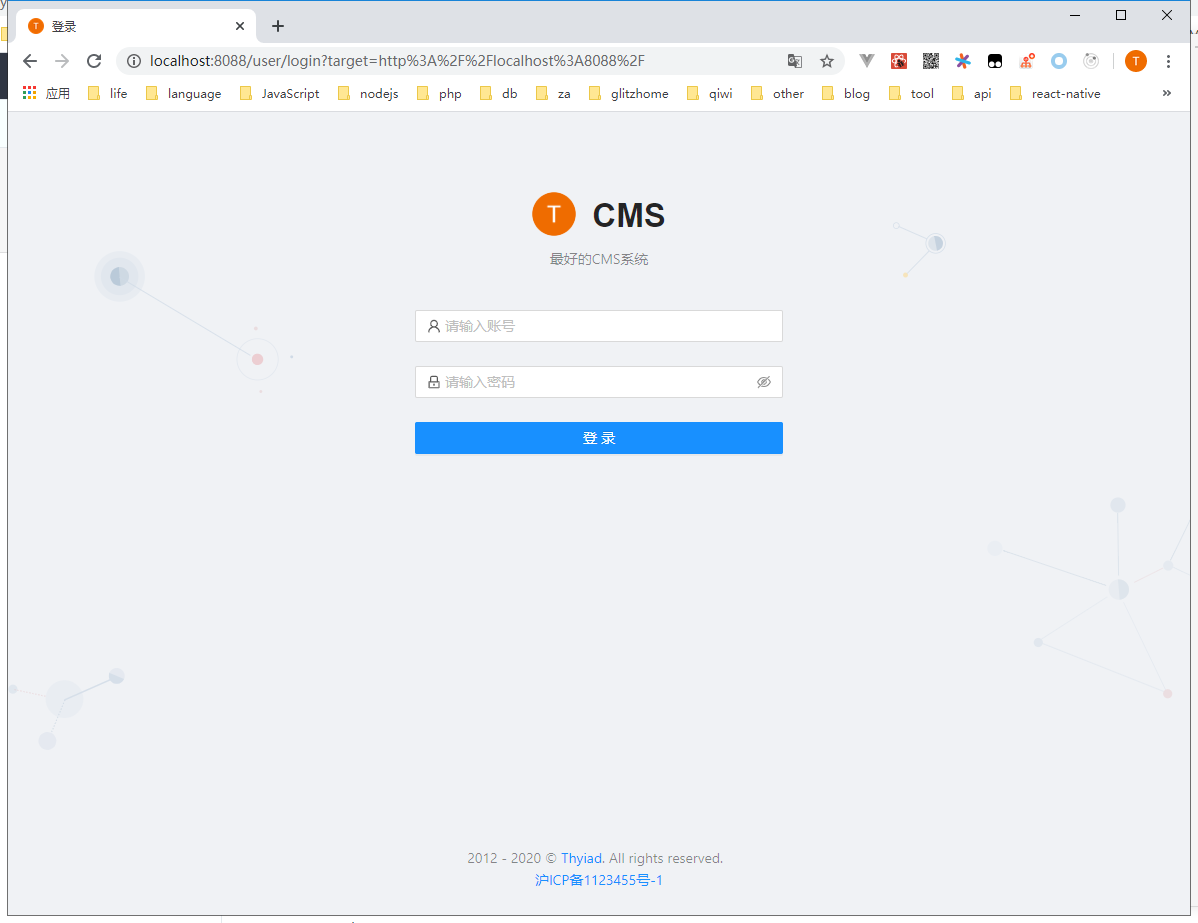 T 登录
localhost:8088/user/login?target=http%3A%2F%2Flocalhost%3A8088%2F T
应用 life language JavaScript nodejs php db za glitzhome qiwi other blog tool api react-native »
T CMS
最好的CMS系统
请输入账号
请输入密码
登 录
2012 - 2020 © Thyiad. All rights reserved.
沪ICP备1123455号-1